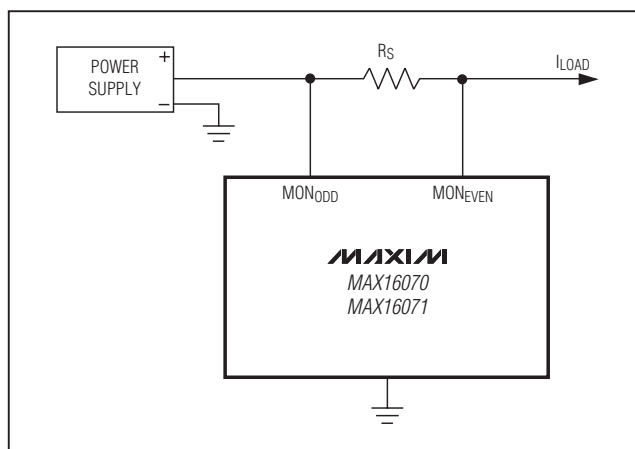 POWER
SUPPLY
+
−
RS
ILOAD
MONODD
MONEVEN
MAXIM
MAX16070
MAX16071